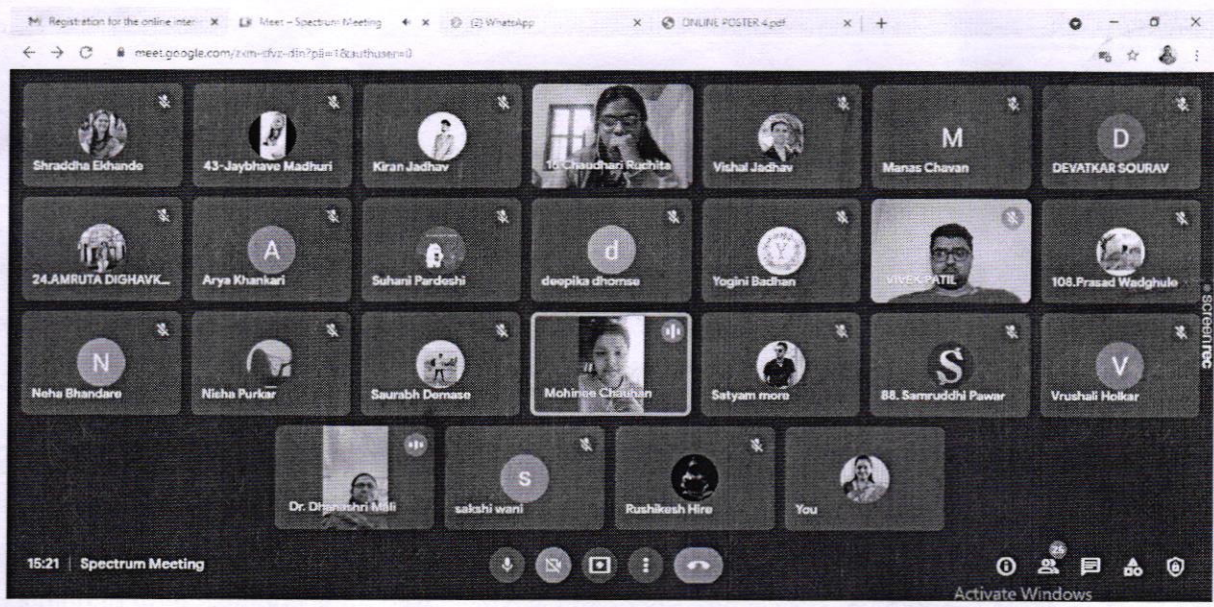 Registration for the online inter
Meet – Spectrum Meeting
(2) WhatsApp
ONLINE POSTER 4.pdf
Shraddha Ekhande
43-Jaybhave Madhuri
Kiran Jadhav
15.Chaudhari Ruchita
Vishal Jadhav
M
Manas Chavan
D
DEVATKAR SOURAV
24.AMRUTA DIGHAVK...
A
Arya Khankari
Suhani Pardeshi
d
deepika dhomse
Y
Yogini Badhan
VIVEK PATIL
108.Prasad Wadghule
N
Neha Bhandare
Nisha Purkar
Saurabh Demase
Mohinee Chauhan
Satyam more
S
88. Samruddhi Pawar
V
Vrushali Holkar
Dr. Dhanashri Mali
s
sakshi wani
Rushikesh Hire
You
15:21 | Spectrum Meeting
25
Activate Windows
screenrec